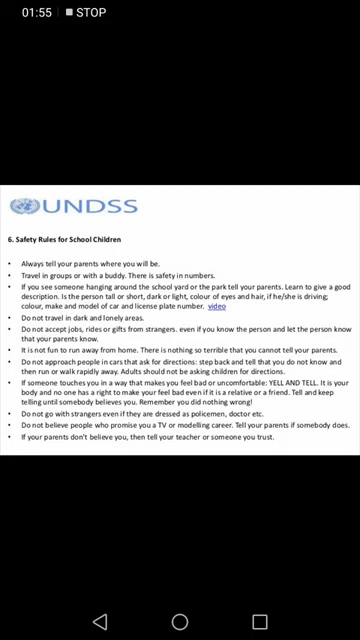 01:55 STOP
UNDSS
6. Safety Rules for School Children
• Always tell your parents where you will be.
• Travel in groups or with a buddy. There is safety in numbers.
• If you see someone hanging around the school yard or the park tell your parents. Learn to give a good
description. Is the person tall or short, dark or light, colour of eyes and hair, if he/she is driving;
colour, make and model of car and license plate number. video
• Do not travel in dark and lonely areas.
• Do not accept jobs, rides or gifts from strangers. even if you know the person and let the person know
that your parents know.
• It is not fun to run away from home. There is nothing so terrible that you cannot tell your parents.
• Do not approach people in cars that ask for directions: step back and tell that you do not know and
then run or walk rapidly away. Adults should not be asking children for directions.
• If someone touches you in a way that makes you feel bad or uncomfortable: YELL AND TELL. It is your
body and no one has a right to make your feel bad even if it is a relative or a friend. Tell and keep
telling until somebody believes you. Remember you did nothing wrong!
• Do not go with strangers even if they are dressed as policemen, doctor etc.
• Do not believe people who promise you a TV or modelling career. Tell your parents if somebody does.
• If your parents don't believe you, then tell your teacher or someone you trust.